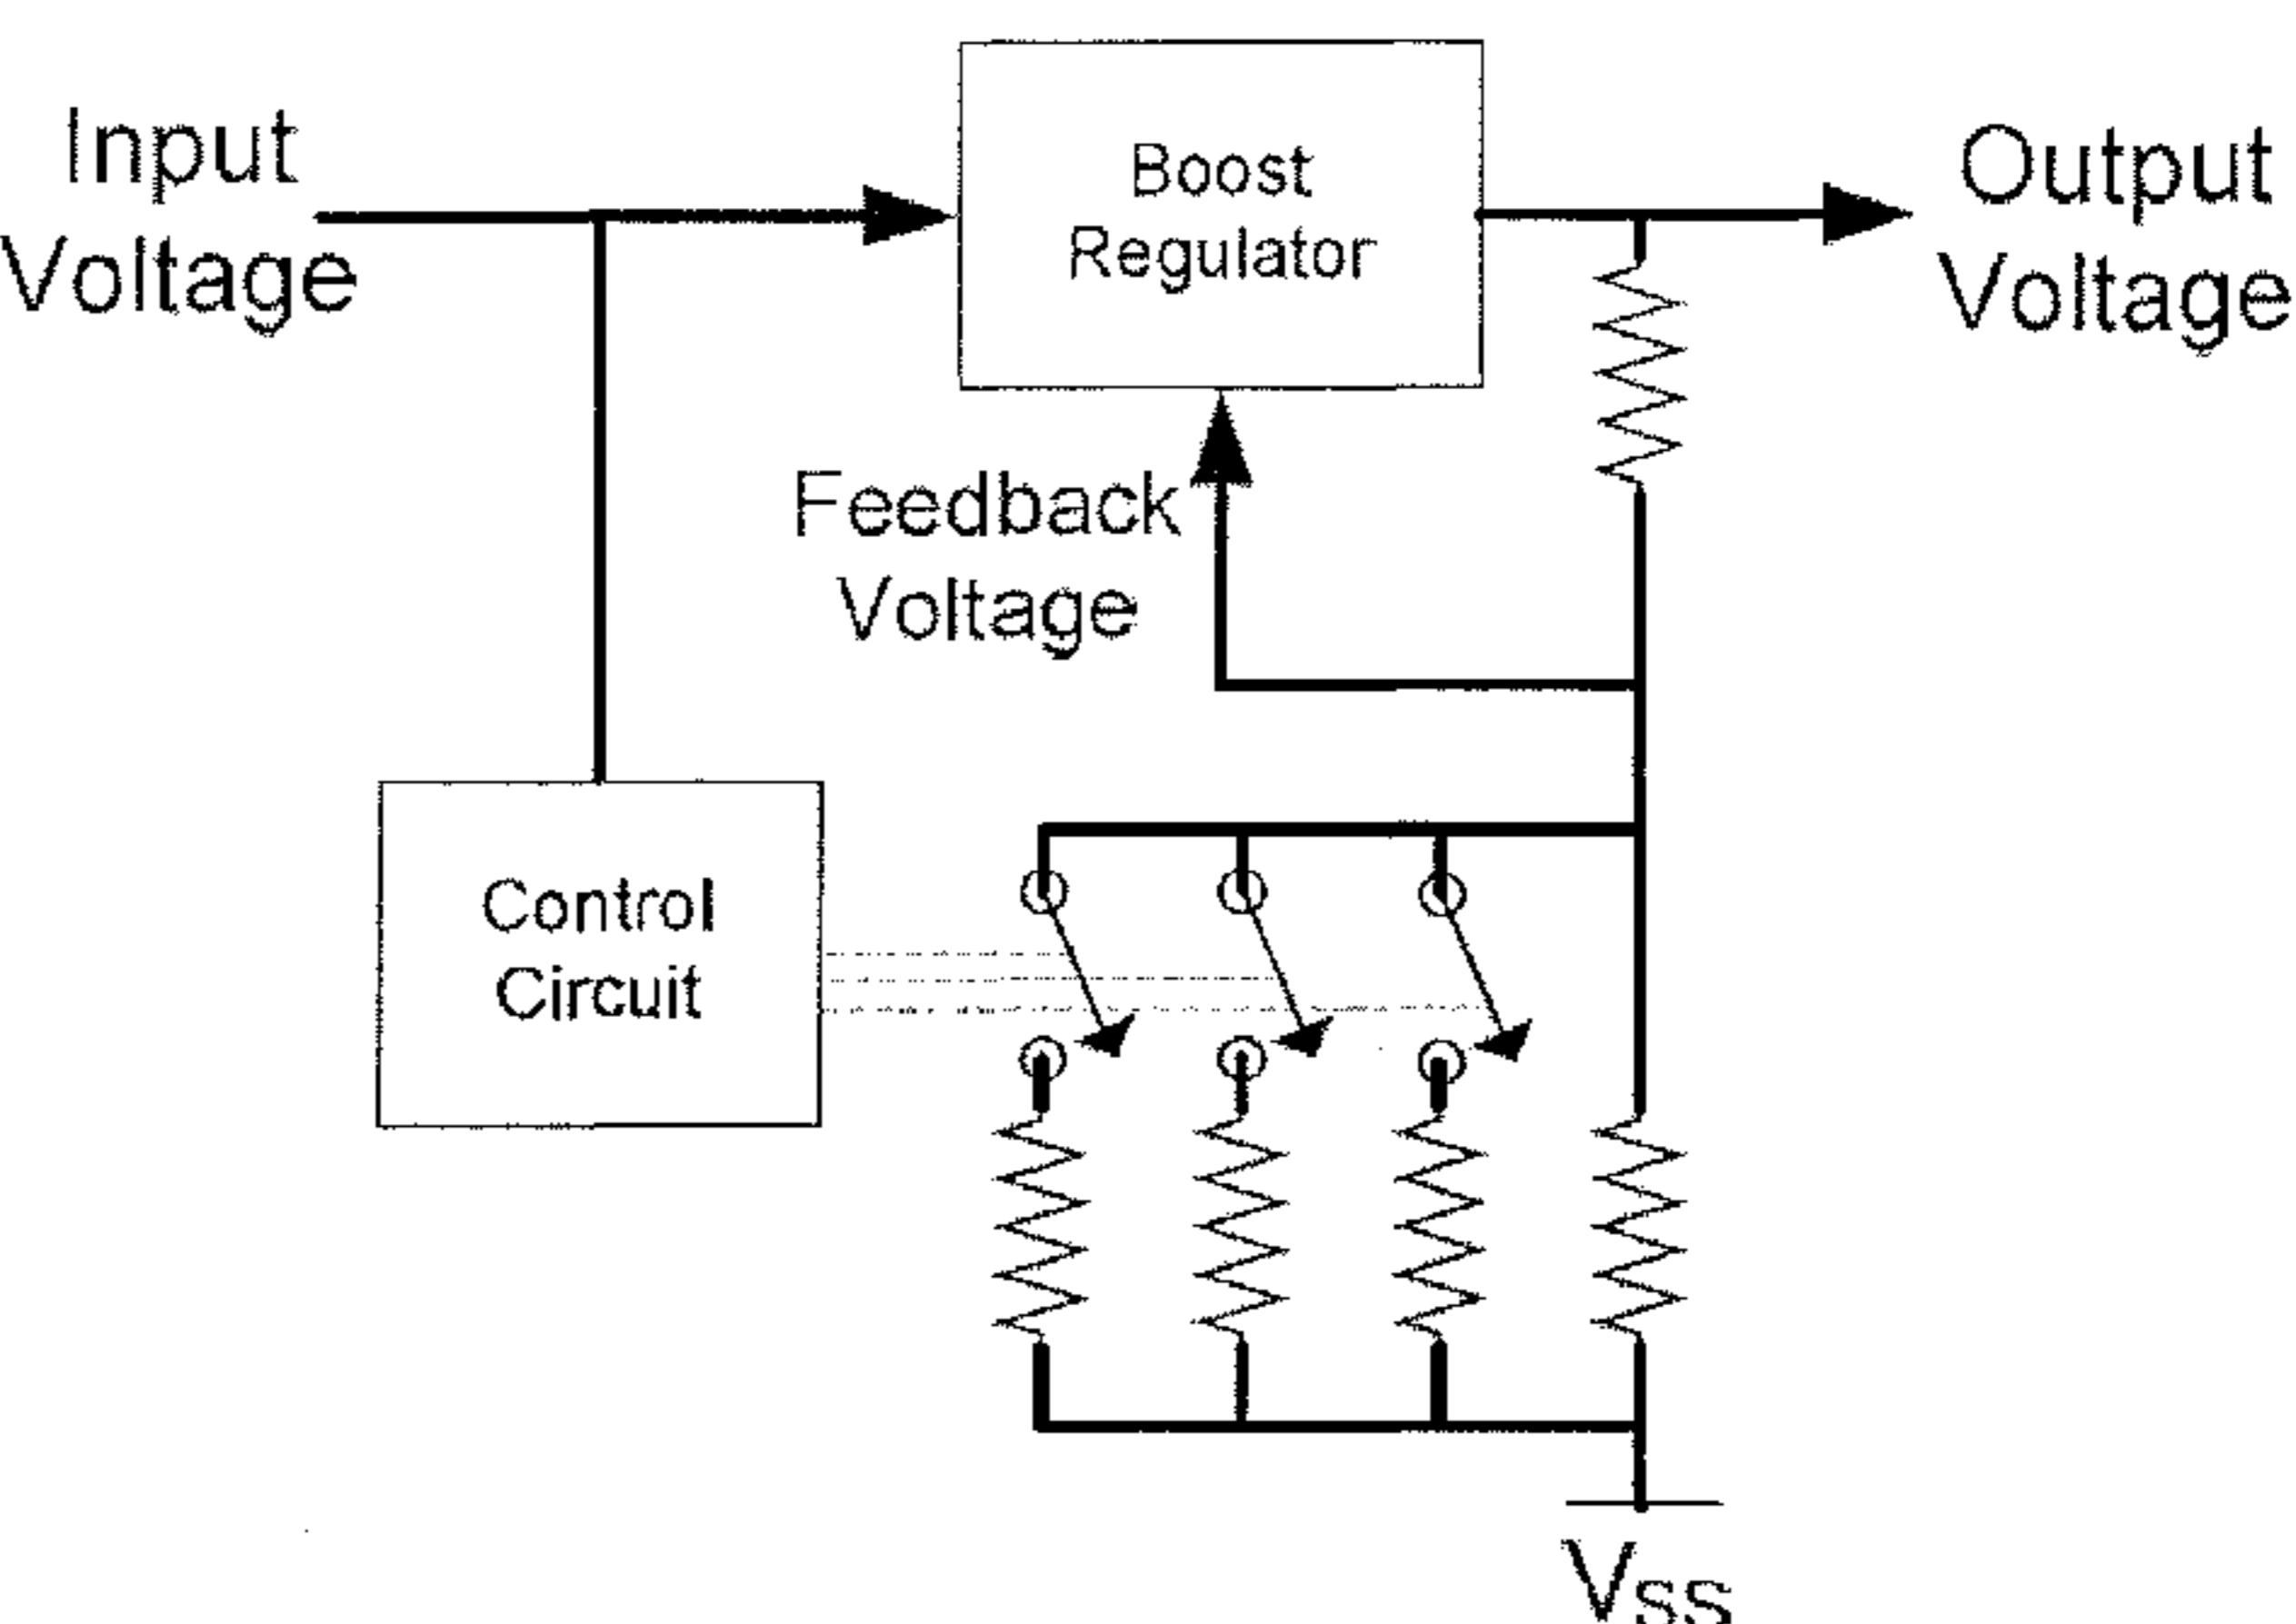 Input
Voltage
Boost
Regulator
Output
Voltage
Feedback
Voltage
Control
Circuit
VSS